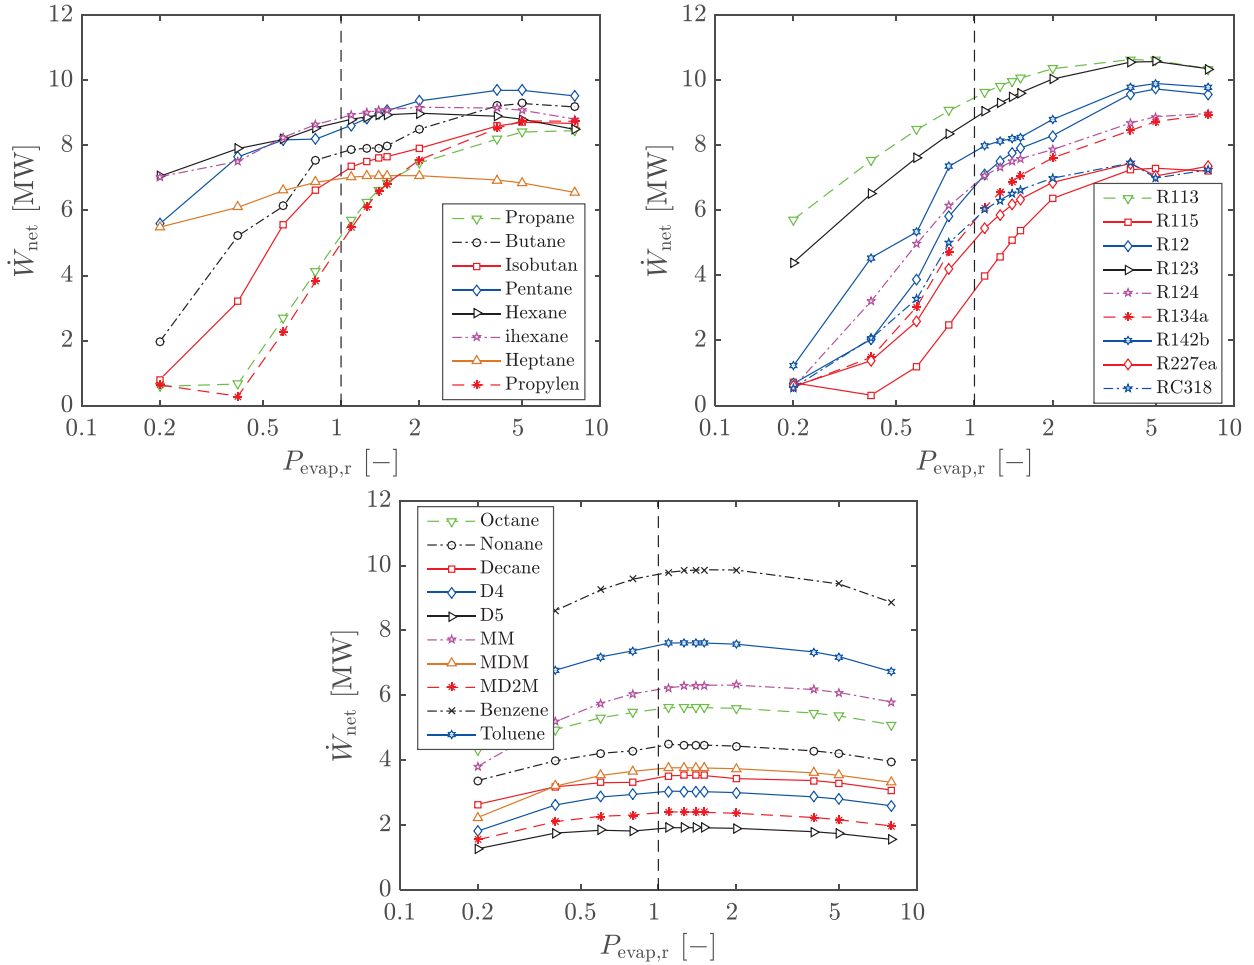 12
10
8
6
4
2
0
Ẇnet [MW]
Propane
Butane
Isobutan
Pentane
Hexane
ihexane
Heptane
Propylen
0.1
0.2
0.5
1
2
5
10
Pevap,r [−]
12
10
8
6
4
2
0
Ẇnet [MW]
R113
R115
R12
R123
R124
R134a
R142b
R227ea
RC318
0.1
0.2
0.5
1
2
5
10
Pevap,r [−]
12
10
8
6
4
2
0
Ẇnet [MW]
Octane
Nonane
Decane
D4
D5
MM
MDM
MD2M
Benzene
Toluene
0.1
0.2
0.5
1
2
5
10
Pevap,r [−]